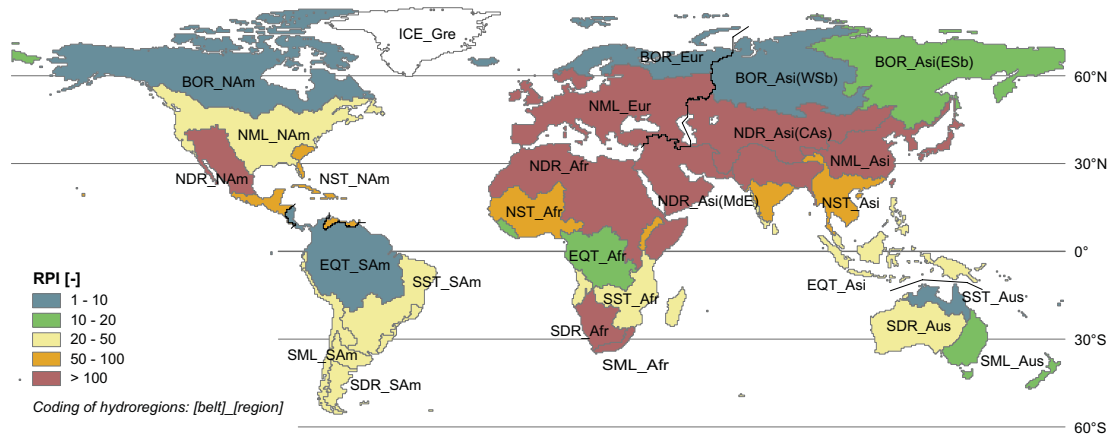 ICE_Gre
BOR_NAm
BOR_Eur
BOR_Asi(WSb)
BOR_Asi(ESb)
60°N
NML_NAm
NML_Eur
NDR_Asi(CAs)
NML_Asi
30°N
NDR_NAm
NST_NAm
NDR_Afr
NDR_Asi(MdE)
NST_Afr
NST_Asi
0°
EQT_SAm
EQT_Afr
EQT_Asi
SST_SAm
SST_Afr
SST_Aus
SDR_Afr
SDR_Aus
30°S
SML_SAm
SML_Afr
SML_Aus
SDR_SAm
60°S
RPI [-]
1 - 10
10 - 20
20 - 50
50 - 100
> 100
Coding of hydroregions: [belt]_[region]